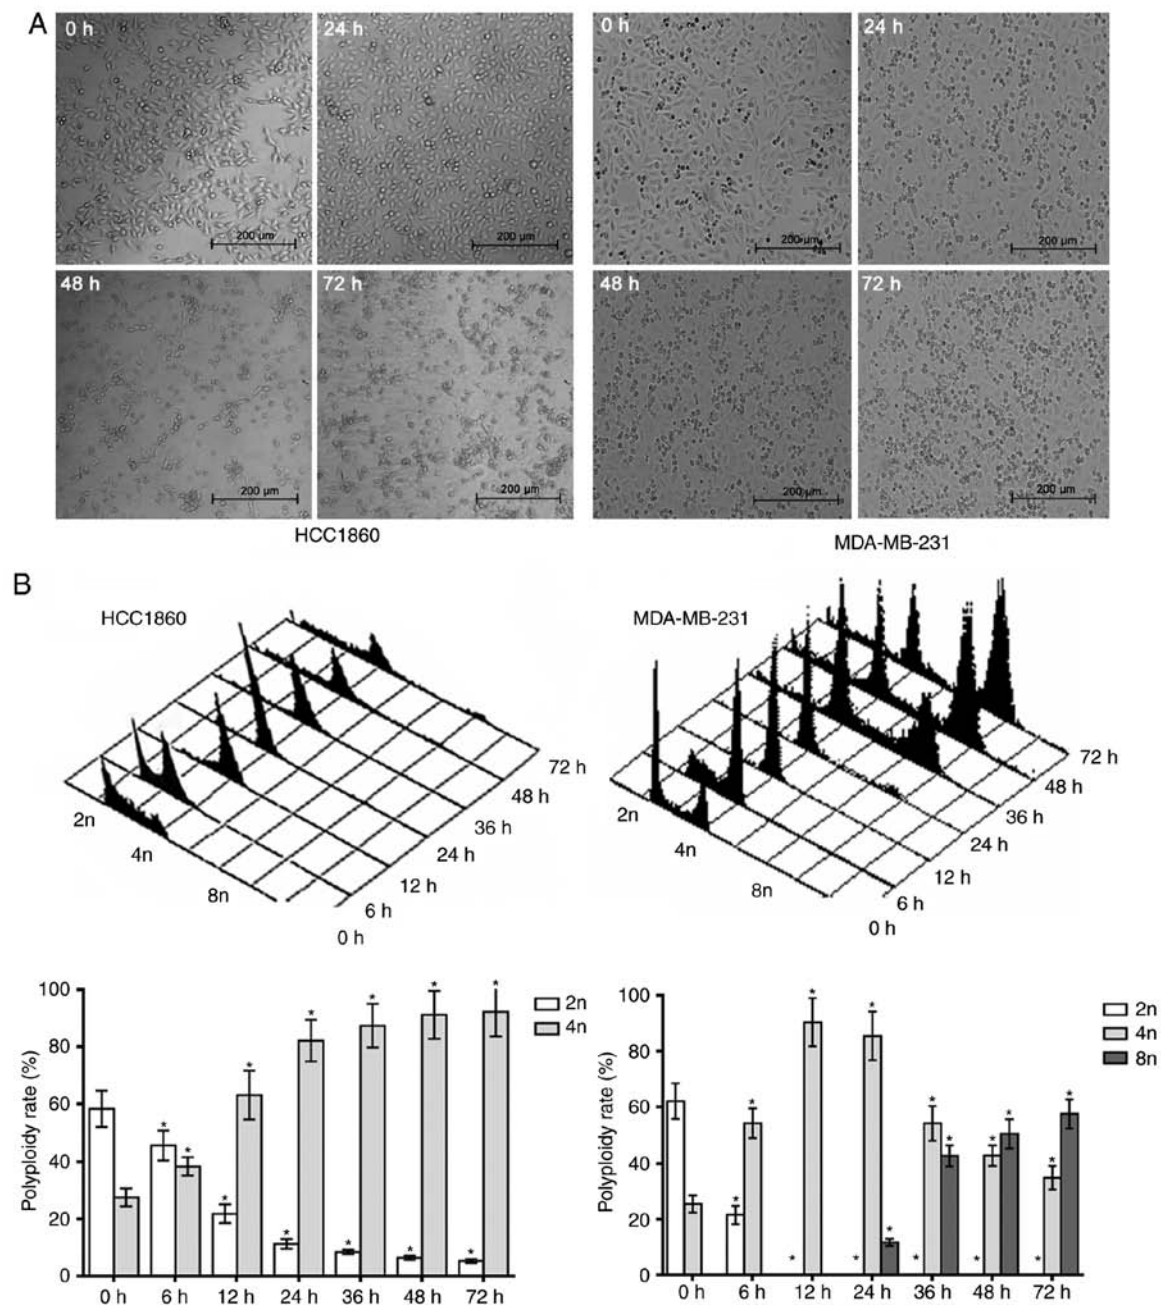 A
0 h
24 h
0 h
24 h
200 µm
200 µm
200 µm
200 µm
48 h
72 h
48 h
72 h
200 µm
200 µm
200 µm
200 µm
HCC1860
MDA-MB-231
B
HCC1860
MDA-MB-231
2n
4n
8n
0 h
6 h
12 h
24 h
36 h
48 h
72 h
2n
4n
8n
0 h
6 h
12 h
24 h
36 h
48 h
72 h
Polyploidy rate (%)
100
80
60
40
20
0
* * * * * * * * * * * *
0 h 6 h 12 h 24 h 36 h 48 h 72 h
2n
4n
Polyploidy rate (%)
100
80
60
40
20
0
* * * * * * * * * * * * * * * *
0 h 6 h 12 h 24 h 36 h 48 h 72 h
2n
4n
8n